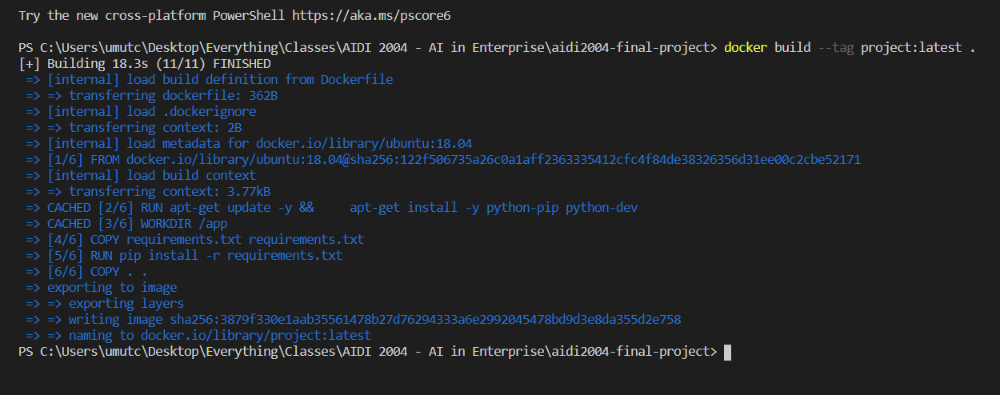 Try the new cross-platform PowerShell https://aka.ms/pscore6
PS C:\Users\umutc\Desktop\Everything\Classes\AIDI 2004 - AI in Enterprise\aidi2004-final-project> docker build --tag project:latest .
[+] Building 18.3s (11/11) FINISHED
=> [internal] load build definition from Dockerfile
=> => transferring dockerfile: 362B
=> [internal] load .dockerignore
=> => transferring context: 2B
=> [internal] load metadata for docker.io/library/ubuntu:18.04
=> [1/6] FROM docker.io/library/ubuntu:18.04@sha256:122f506735a26c0a1aff2363335412cfc4f84de38326356d31ee00c2cbe52171
=> [internal] load build context
=> => transferring context: 3.77kB
=> CACHED [2/6] RUN apt-get update -y &&     apt-get install -y python-pip python-dev
=> CACHED [3/6] WORKDIR /app
=> [4/6] COPY requirements.txt requirements.txt
=> [5/6] RUN pip install -r requirements.txt
=> [6/6] COPY . .
=> exporting to image
=> => exporting layers
=> => writing image sha256:3879f330e1aab35561478b27d76294333a6e2992045478bd9d3e8da355d2e758
=> => naming to docker.io/library/project:latest
PS C:\Users\umutc\Desktop\Everything\Classes\AIDI 2004 - AI in Enterprise\aidi2004-final-project>